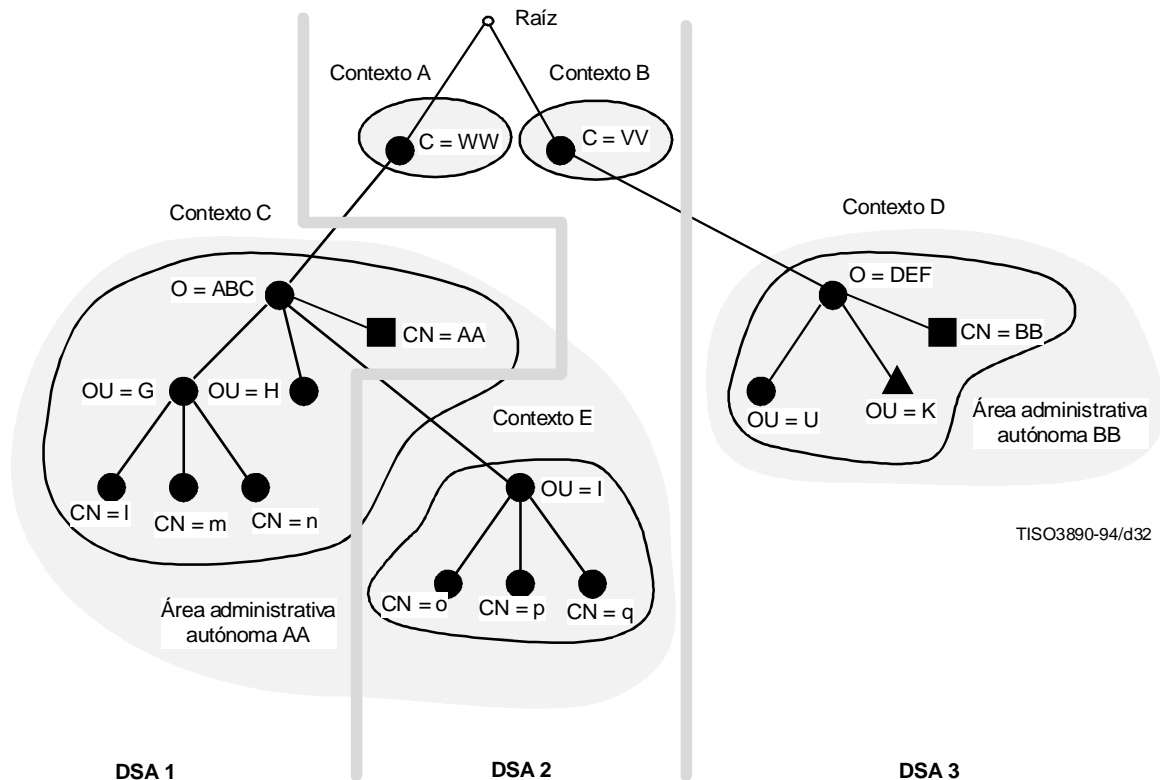 Raíz
Contexto A
Contexto B
C = WW
C = VV
Contexto C
Contexto D
O = ABC
O = DEF
CN = AA
CN = BB
OU = G
OU = H
OU = U
OU = K
Contexto E
Área administrativa
autónoma BB
CN = l
CN = m
CN = n
OU = I
TISO3890-94/d32
CN = o
CN = p
CN = q
Área administrativa
autónoma AA
DSA 1
DSA 2
DSA 3